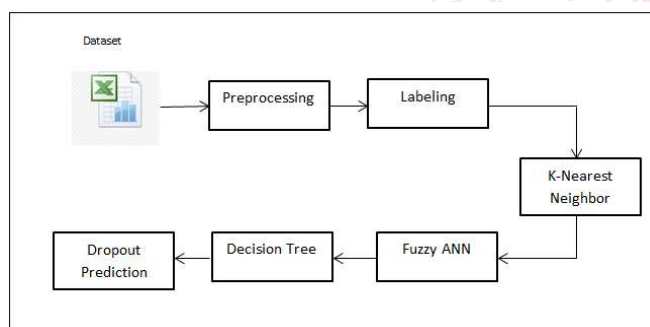 Dataset
Preprocessing
Labeling
K-Nearest
Neighbor
Fuzzy ANN
Decision Tree
Dropout
Prediction